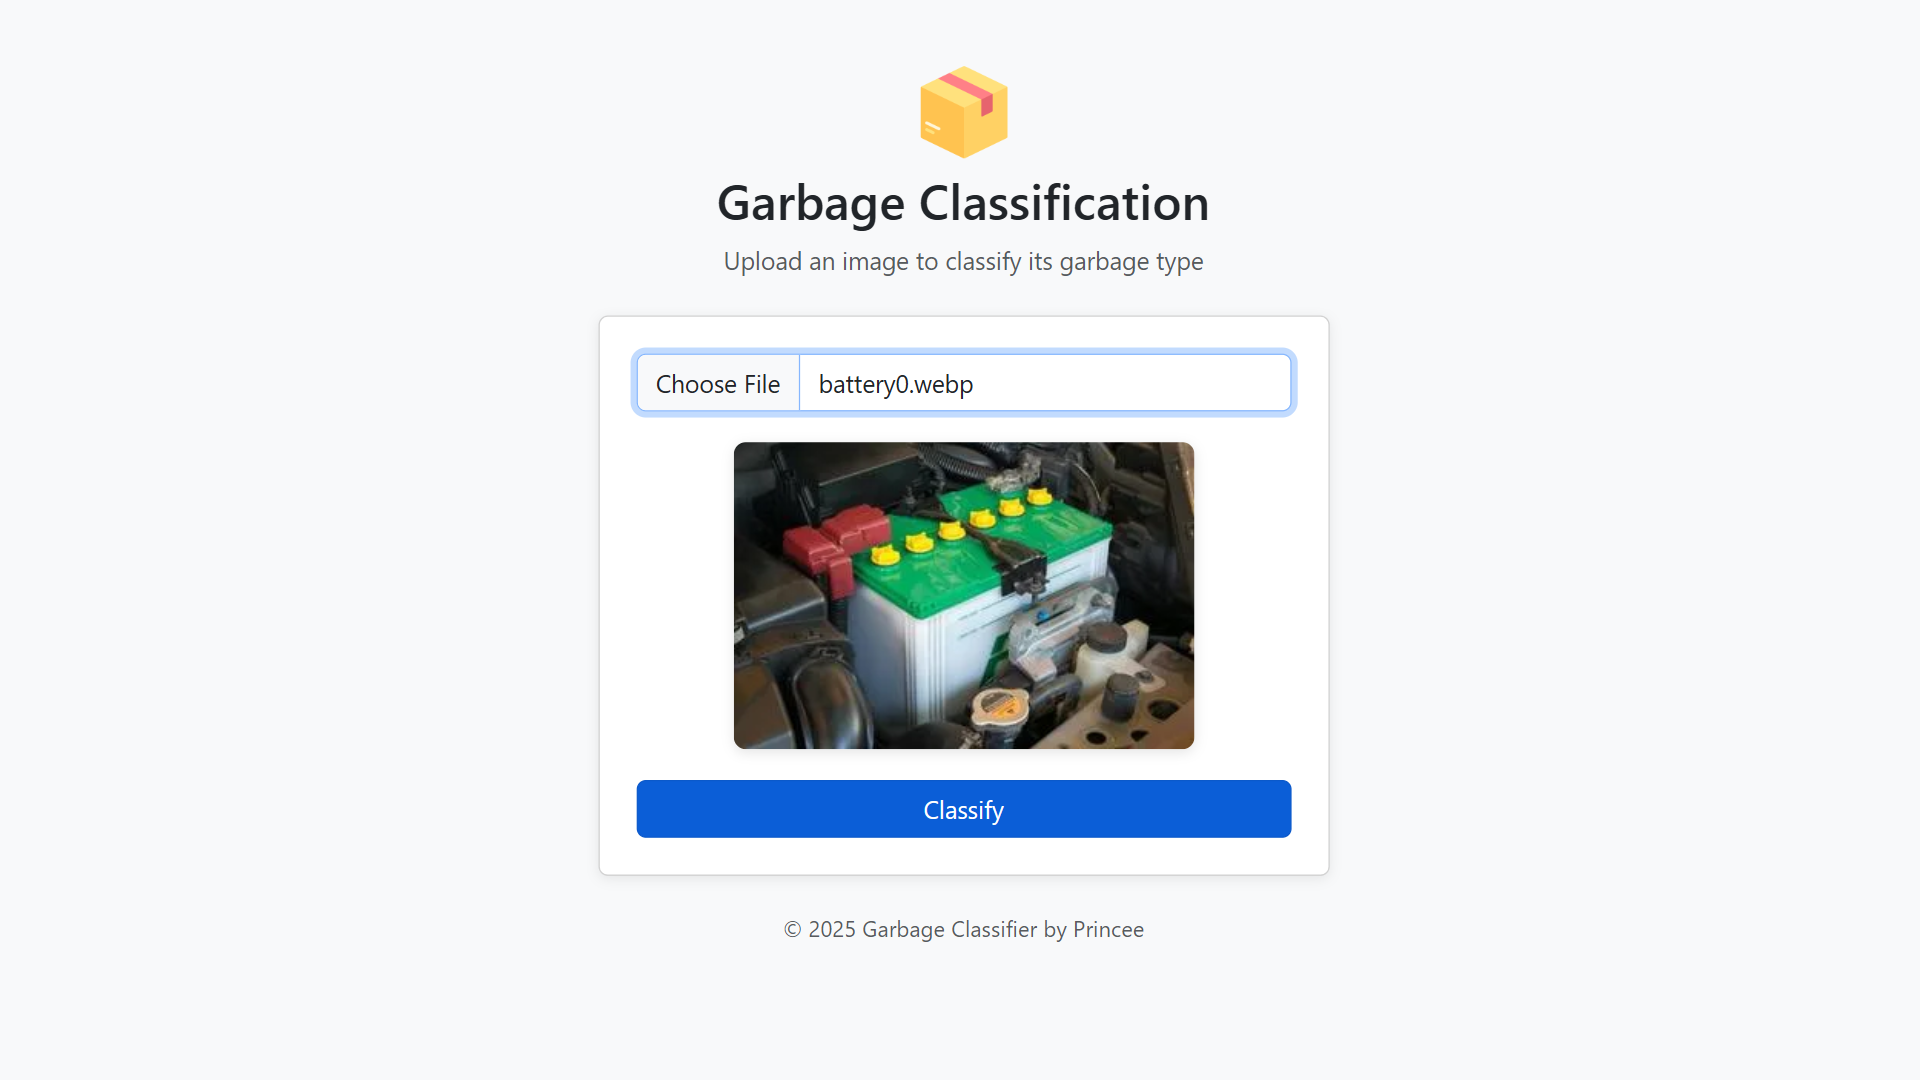 Garbage Classification
Upload an image to classify its garbage type
Choose File battery0.webp
Classify
© 2025 Garbage Classifier by Princee